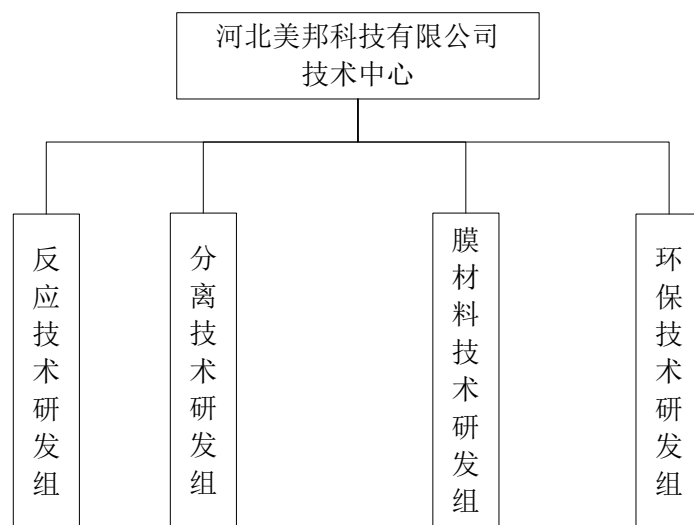 河北美邦科技有限公司
技术中心
反应技术研发组
分离技术研发组
膜材料技术研发组
环保技术研发组